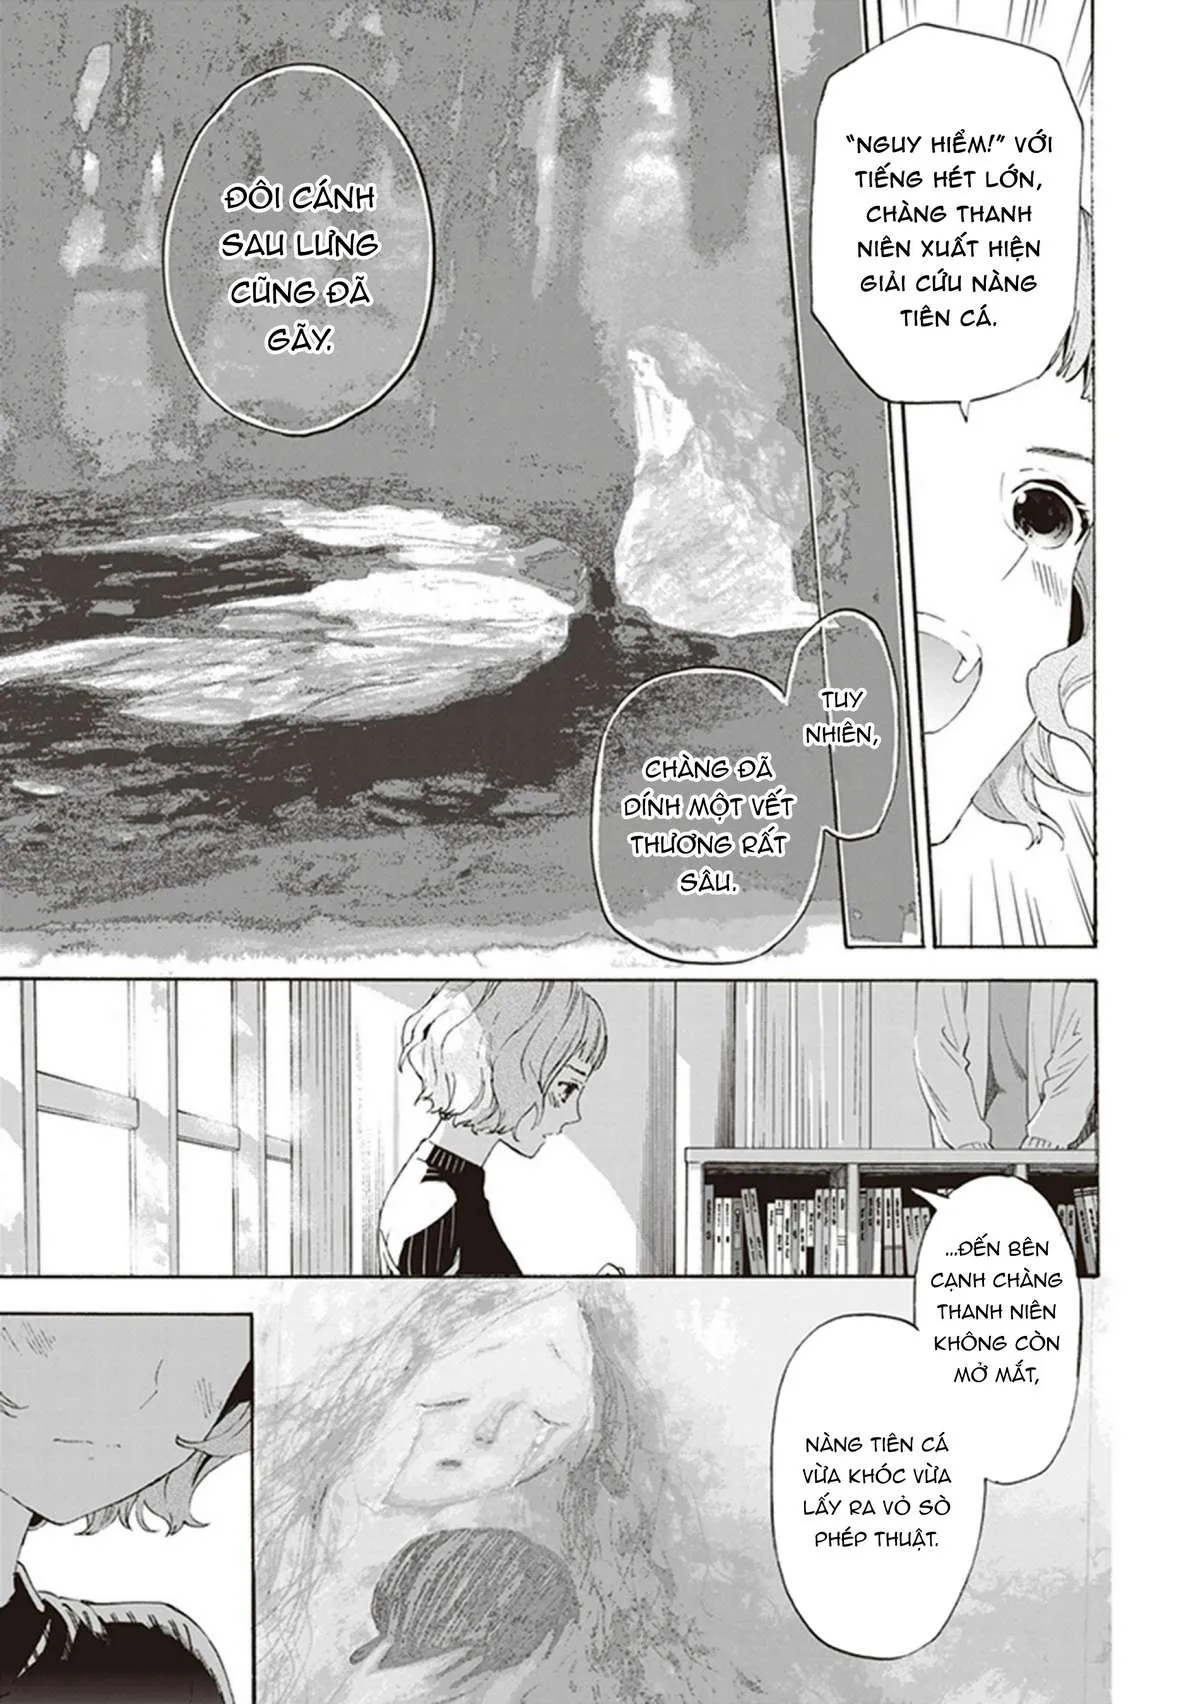 “NGUY HIỂM!” VỚI
TIẾNG HÉT LỚN,
CHÀNG THANH
NIÊN XUẤT HIỆN
GIẢI CỨU NÀNG
TIÊN CÁ.
TUY
NHIÊN,
CHÀNG ĐÃ
DÍNH MỘT VẾT
THƯƠNG RẤT
SÂU.
ĐÔI CÁNH
SAU LƯNG
CŨNG ĐÃ
GÃY.
...ĐẾN BÊN
CẠNH CHÀNG
THANH NIÊN
KHÔNG CÒN
MỞ MẮT,
NÀNG TIÊN CÁ
VỪA KHÓC VỪA
LẤY RA VỎ SÒ
PHÉP THUẬT.